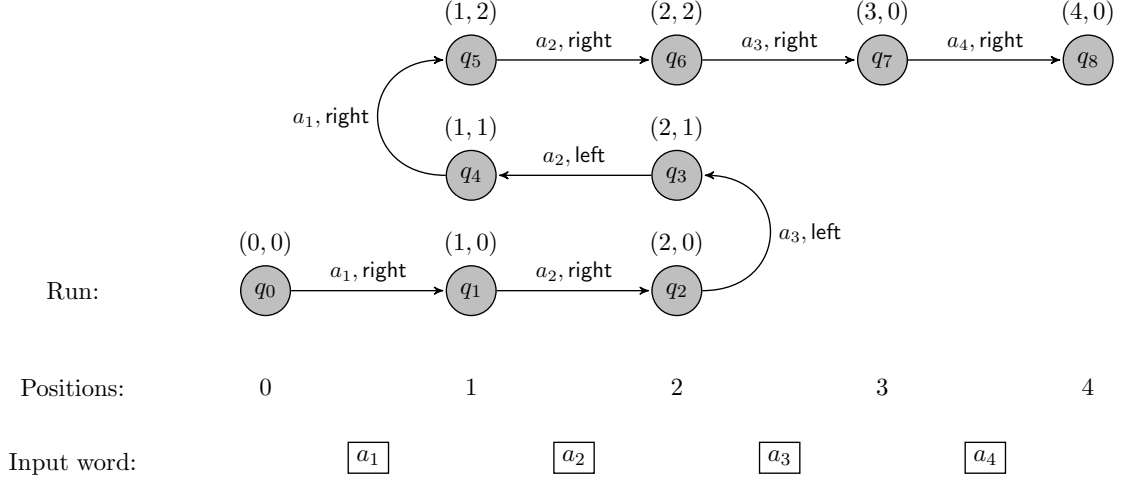 (1, 2) (2, 2) (3, 0) (4, 0)
a₂, right a₃, right a₄, right
q₅ q₆ q₇ q₈
a₁, right
(1, 1) (2, 1)
a₂, left
q₄ q₃
a₃, left
(0, 0) (1, 0) (2, 0)
a₁, right a₂, right
Run: q₀ q₁ q₂
Positions: 0 1 2 3 4
Input word: a₁ a₂ a₃ a₄